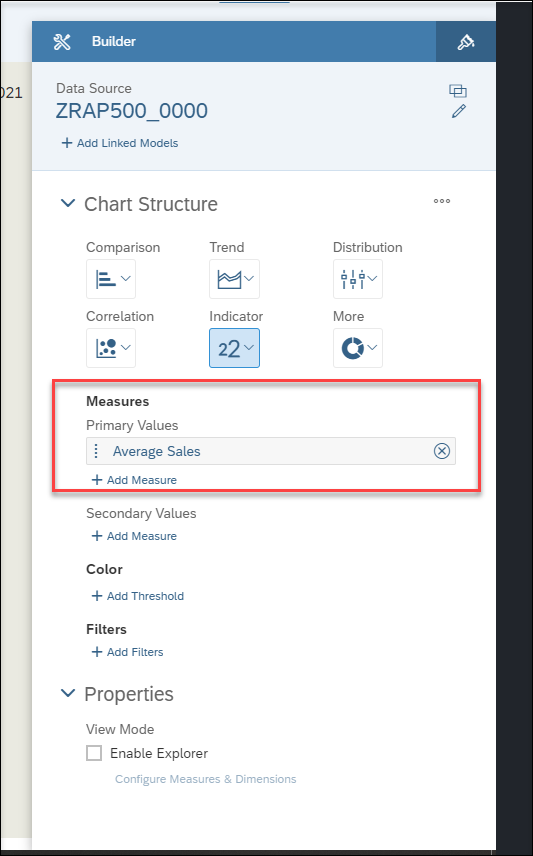 Builder
021
Data Source
ZRAP500_0000
+ Add Linked Models
Chart Structure
Comparison Trend Distribution
Correlation Indicator More
22
Measures
Primary Values
Average Sales
+ Add Measure
Secondary Values
+ Add Measure
Color
+ Add Threshold
Filters
+ Add Filters
Properties
View Mode
Enable Explorer
Configure Measures & Dimensions